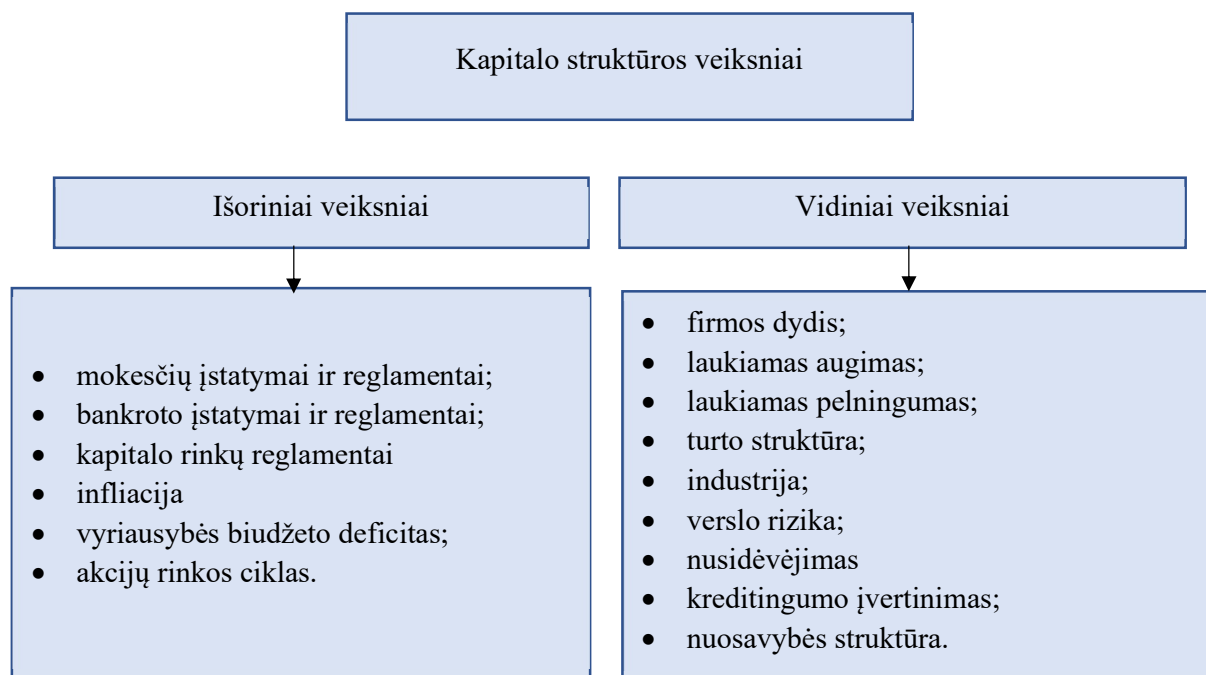 Kapitalo struktūros veiksniai
Išoriniai veiksniai
• mokesčių įstatymai ir reglamentai;
• bankroto įstatymai ir reglamentai;
• kapitalo rinkų reglamentai
• infliacija
• vyriausybės biudžeto deficitas;
• akcijų rinkos ciklas.
Vidiniai veiksniai
• firmos dydis;
• laukiamas augimas;
• laukiamas pelningumas;
• turto struktūra;
• industrija;
• verslo rizika;
• nusidėvėjimas
• kreditingumo įvertinimas;
• nuosavybės struktūra.